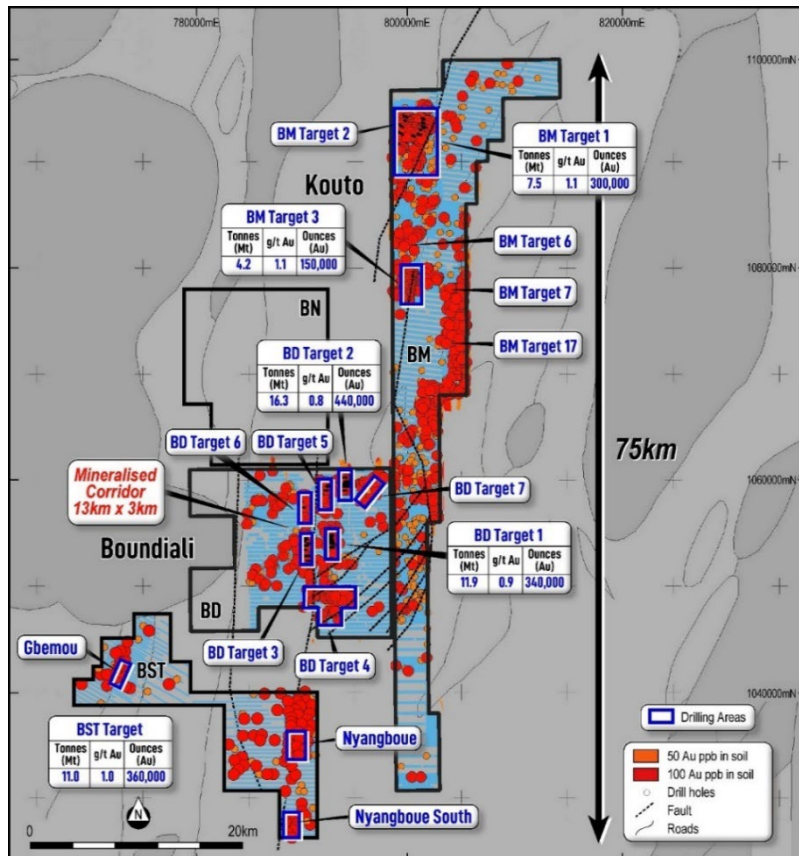 780000mE
800000mE
820000mE
1100000mN
BM Target 2
BM Target 1
Tonnes (Mt) g/t Au Ounces (Au)
7.5 1.1 300,000
Kouto
BM Target 3
Tonnes (Mt) g/t Au Ounces (Au)
4.2 1.1 150,000
BM Target 6
1080000mN
BM Target 7
BN
BM Target 17
BM
BD Target 2
Tonnes (Mt) g/t Au Ounces (Au)
16.3 0.8 440,000
75km
BD Target 6
BD Target 5
Mineralised
Corridor
13km x 3km
BD Target 7
1060000mN
Boundiali
BD Target 1
Tonnes (Mt) g/t Au Ounces (Au)
11.9 0.9 340,000
BD
BD Target 3
BD Target 4
Gbemou
BST
1040000mN
BST Target
Tonnes (Mt) g/t Au Ounces (Au)
11.0 1.0 360,000
Nyangboue
Nyangboue South
N
0 20km
Drilling Areas
50 Au ppb in soil
100 Au ppb in soil
Drill holes
Fault
Roads